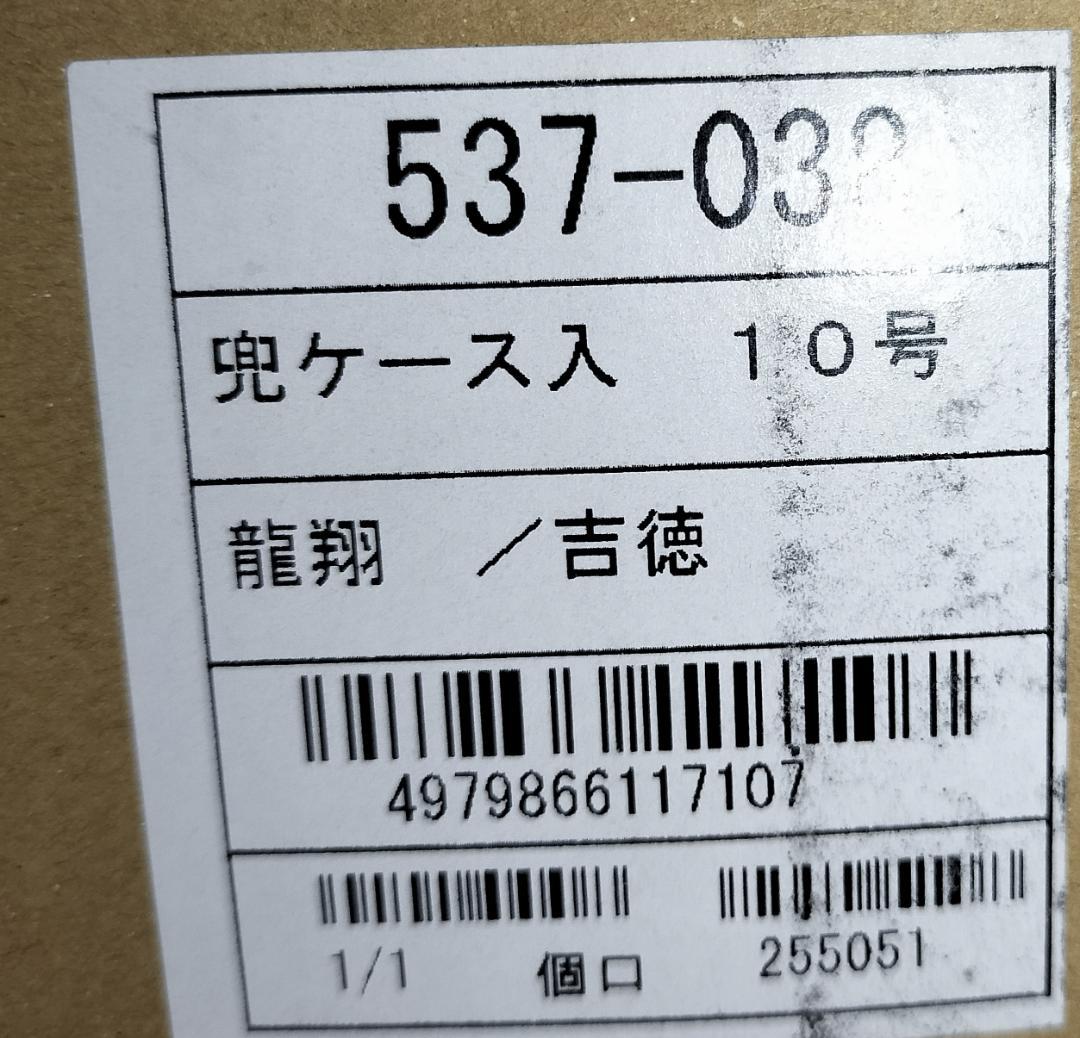 537-03
兜ケース入　１０号
龍翔　／吉徳
4979866117107
1/1 個口 255051